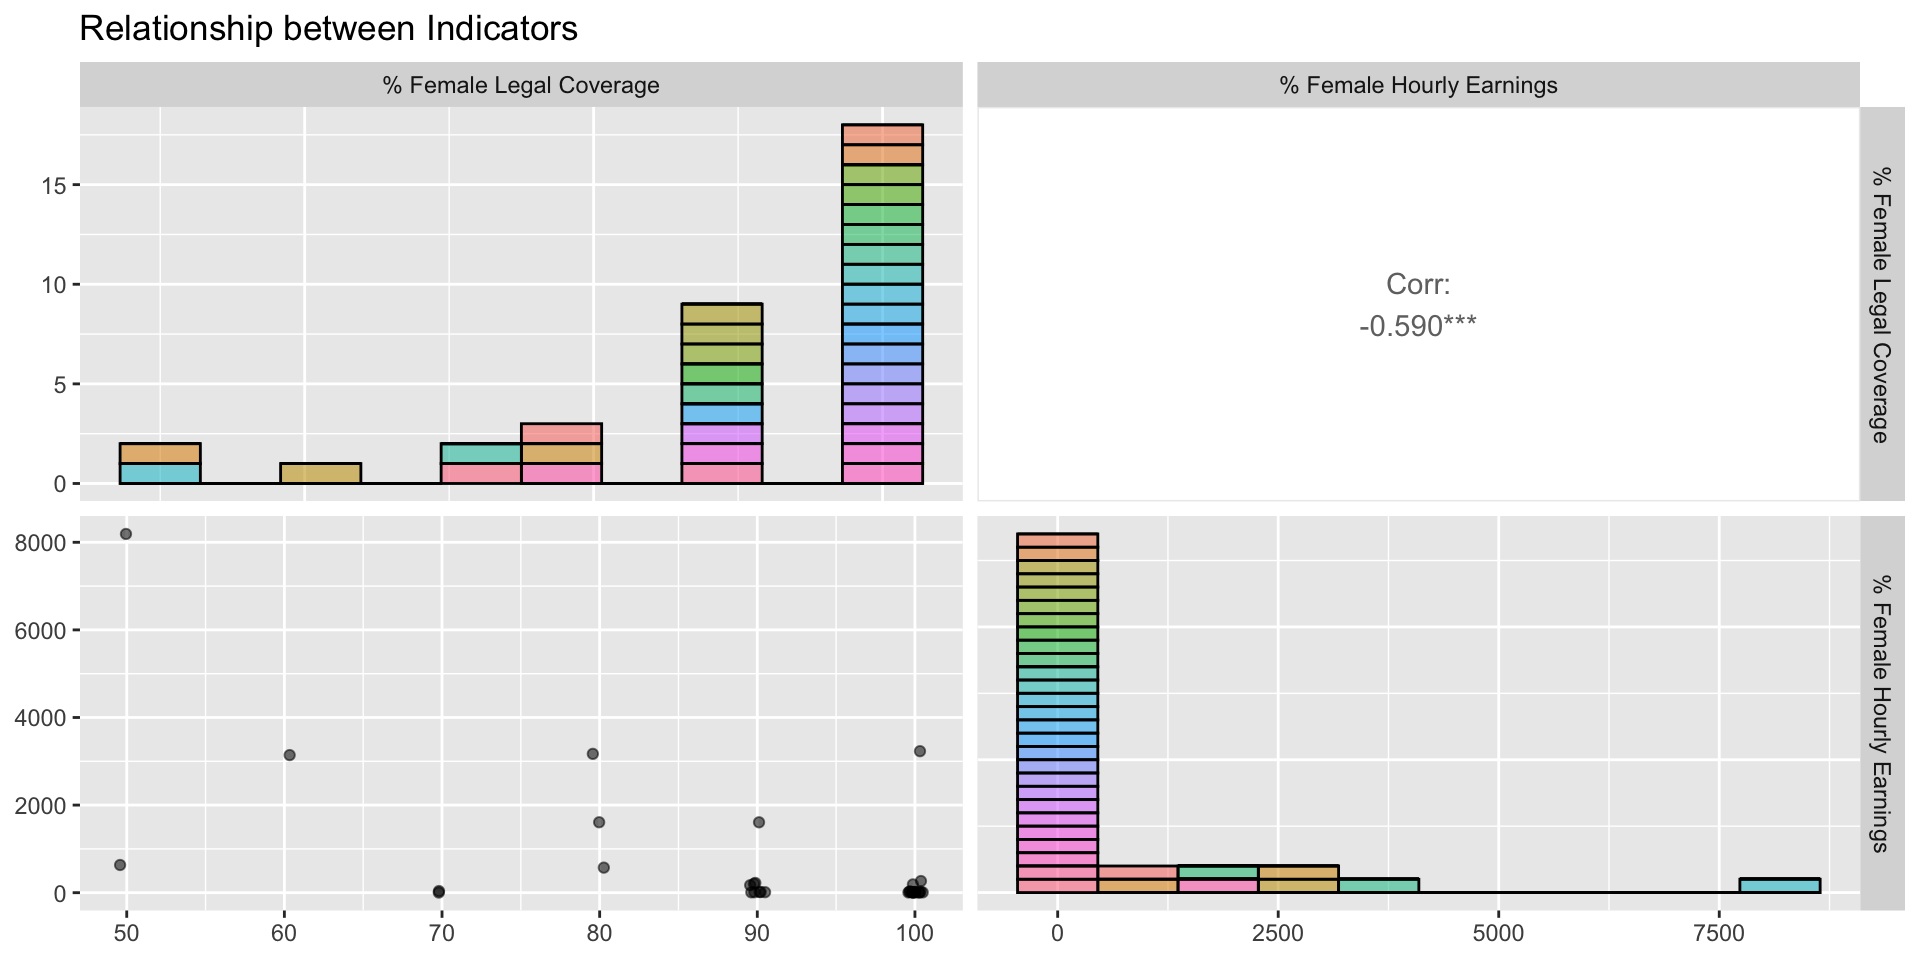 Relationship between Indicators
% Female Legal Coverage
% Female Hourly Earnings
15
10
5
0
Corr:
-0.590***
% Female Legal Coverage
8000
6000
4000
2000
0
% Female Hourly Earnings
50 60 70 80 90 100
0 2500 5000 7500